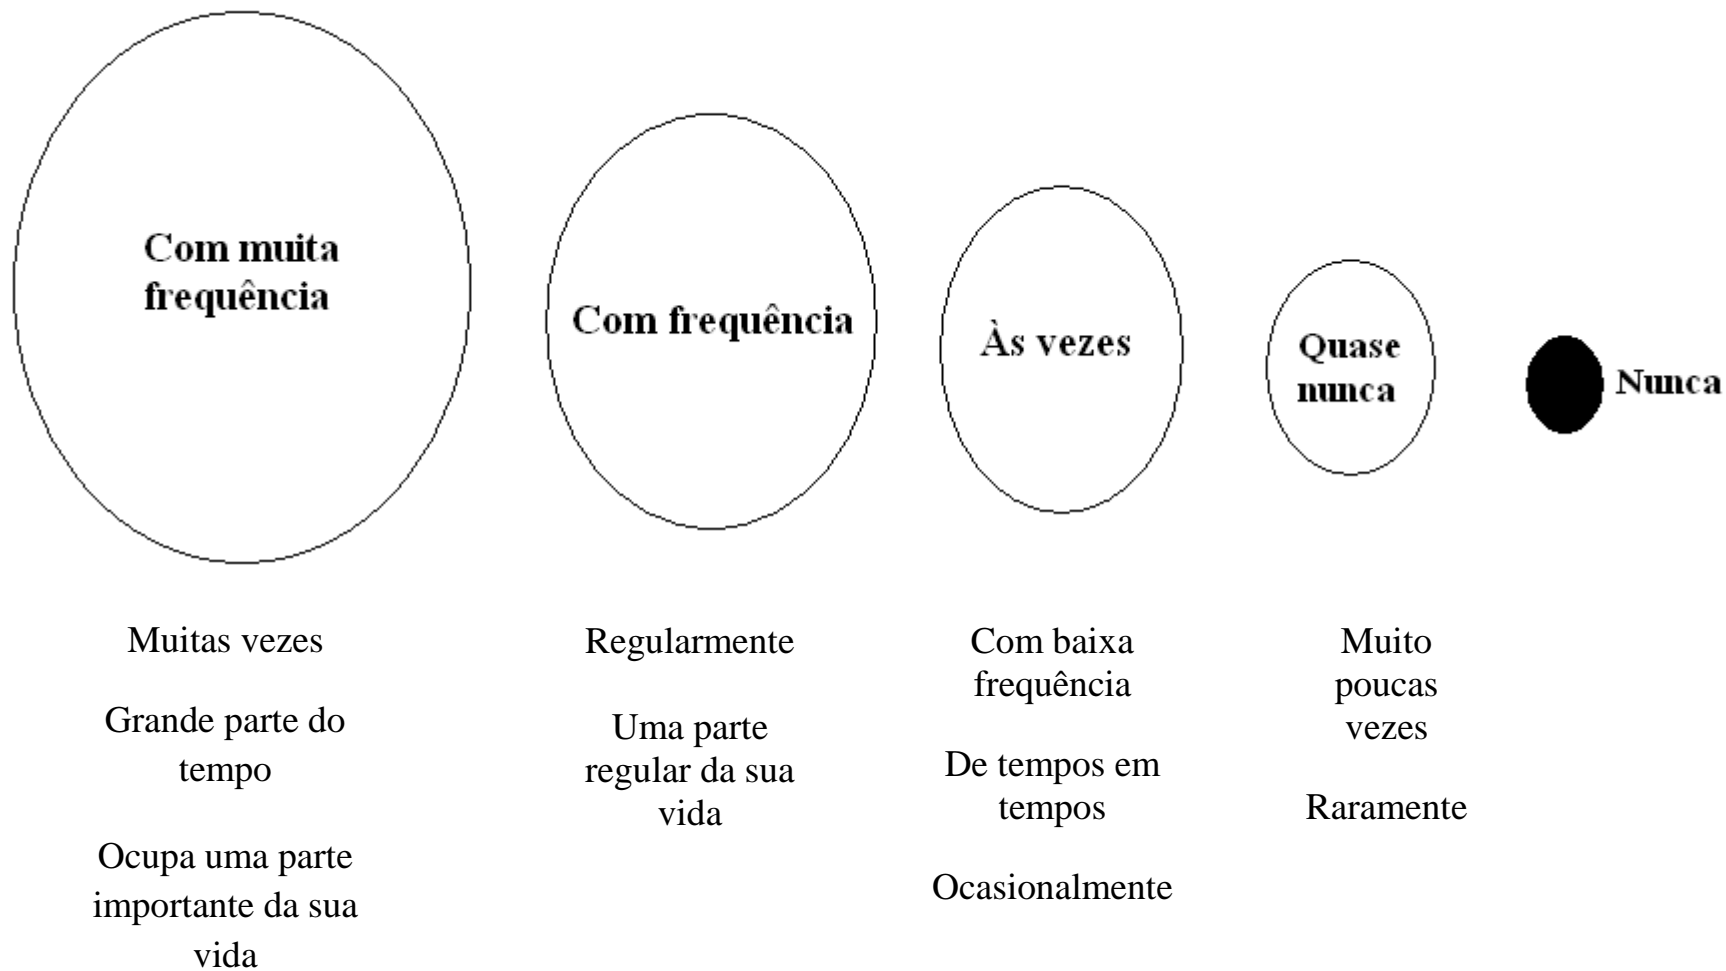 Com muita
frequência
Com frequência
Às vezes
Quase
nunca
Nunca
Muitas vezes
Grande parte do
tempo
Ocupa uma parte
importante da sua
vida
Regularmente
Uma parte
regular da sua
vida
Com baixa
frequência
De tempos em
tempos
Ocasionalmente
Muito
poucas
vezes
Raramente